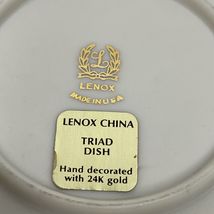 L
LENOX
MADE IN USA
LENOX CHINA
TRIAD
DISH
Hand decorated
with 24K gold